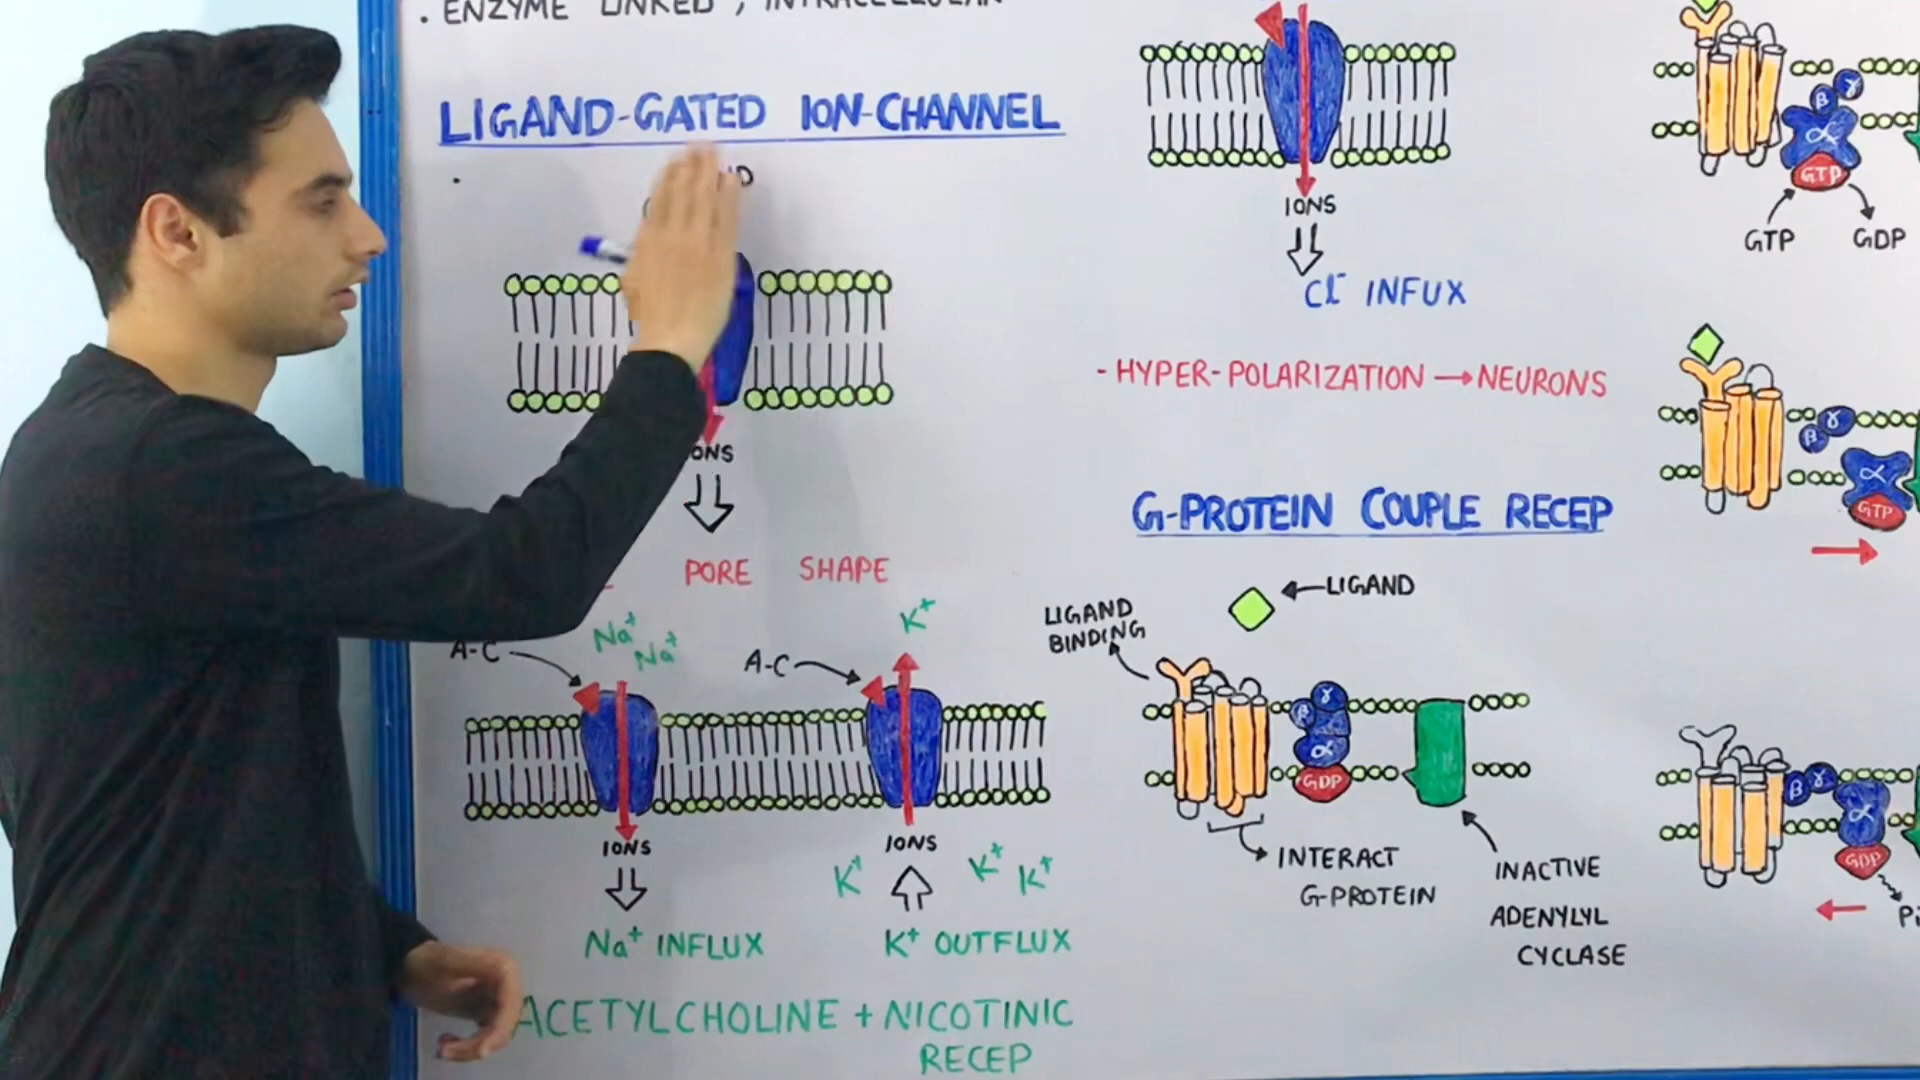 . ENZYME LINKED, INTRACELLULAR
LIGAND-GATED ION-CHANNEL
IONS
PORE SHAPE
A-C
Na+
Na+
A-C
K+
IONS
IONS
K+
K+
K+
Na+ INFLUX
K+ OUTFLUX
ACETYLCHOLINE + NICOTINIC
RECEP
IONS
Cl- INFUX
- HYPER-POLARIZATION → NEURONS
G-PROTEIN COUPLE RECEP
LIGAND
LIGAND
BINDING
γ
β
α
GDP
INTERACT
G-PROTEIN
INACTIVE
ADENYLYL
CYCLASE
γ
β
α
GTP
GTP
GDP
γ
β
α
GTP
β
γ
α
GDP
Pi